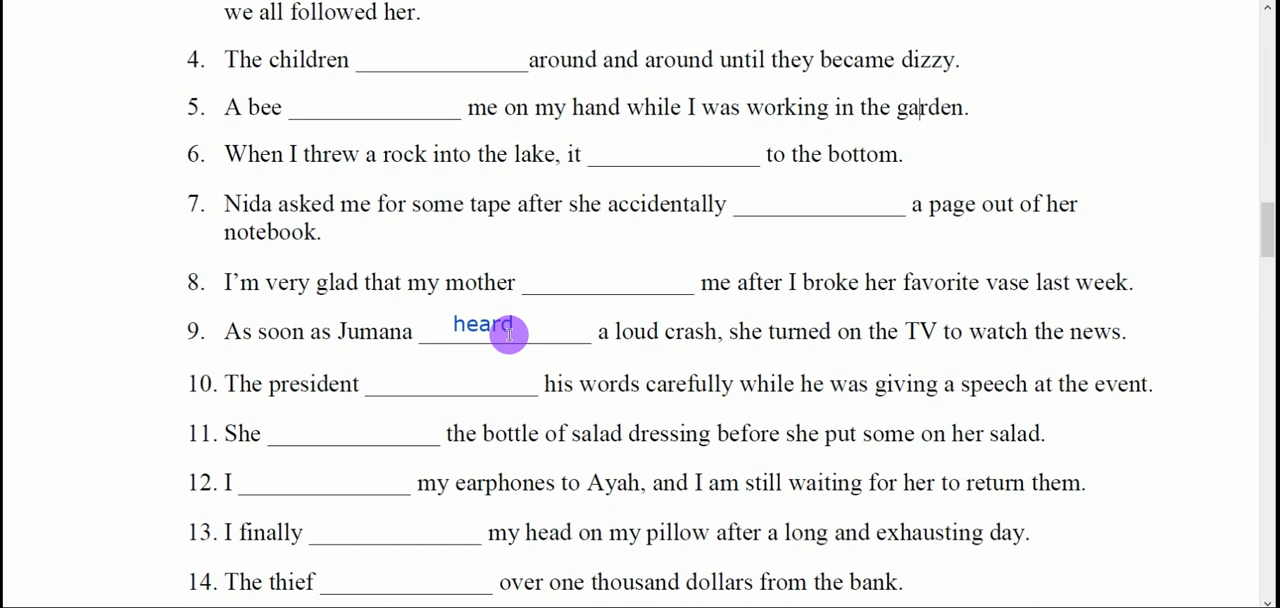 we all followed her.
4. The children _______________around and around until they became dizzy.
5. A bee _______________ me on my hand while I was working in the garden.
6. When I threw a rock into the lake, it _______________ to the bottom.
7. Nida asked me for some tape after she accidentally _______________ a page out of her
notebook.
8. I’m very glad that my mother _______________ me after I broke her favorite vase last week.
9. As soon as Jumana heard a loud crash, she turned on the TV to watch the news.
10. The president _______________ his words carefully while he was giving a speech at the event.
11. She _______________ the bottle of salad dressing before she put some on her salad.
12. I _______________ my earphones to Ayah, and I am still waiting for her to return them.
13. I finally _______________ my head on my pillow after a long and exhausting day.
14. The thief _______________ over one thousand dollars from the bank.